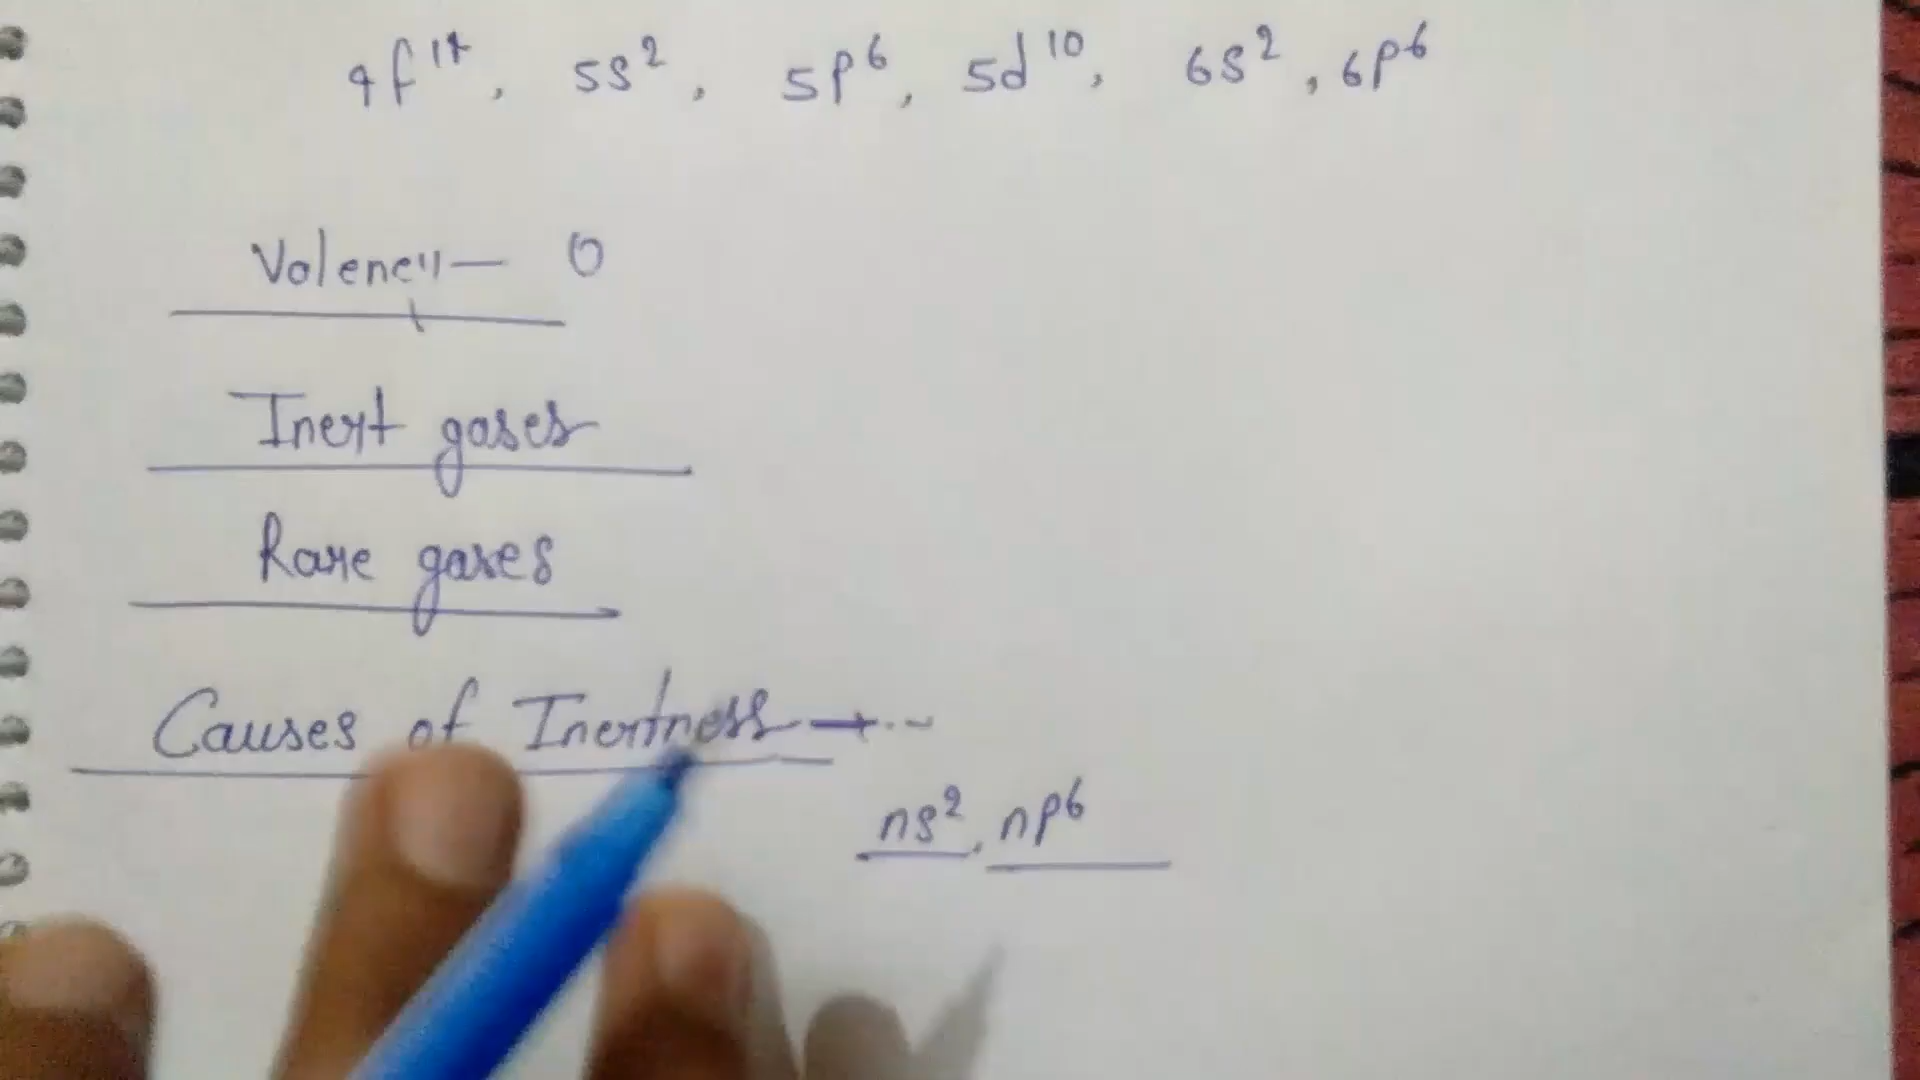 4f¹⁴, 5s², 5p⁶, 5d¹⁰, 6s², 6p⁶
Valency — 0
Inert gases
Rare gases
Causes of Inertness →
ns², np⁶